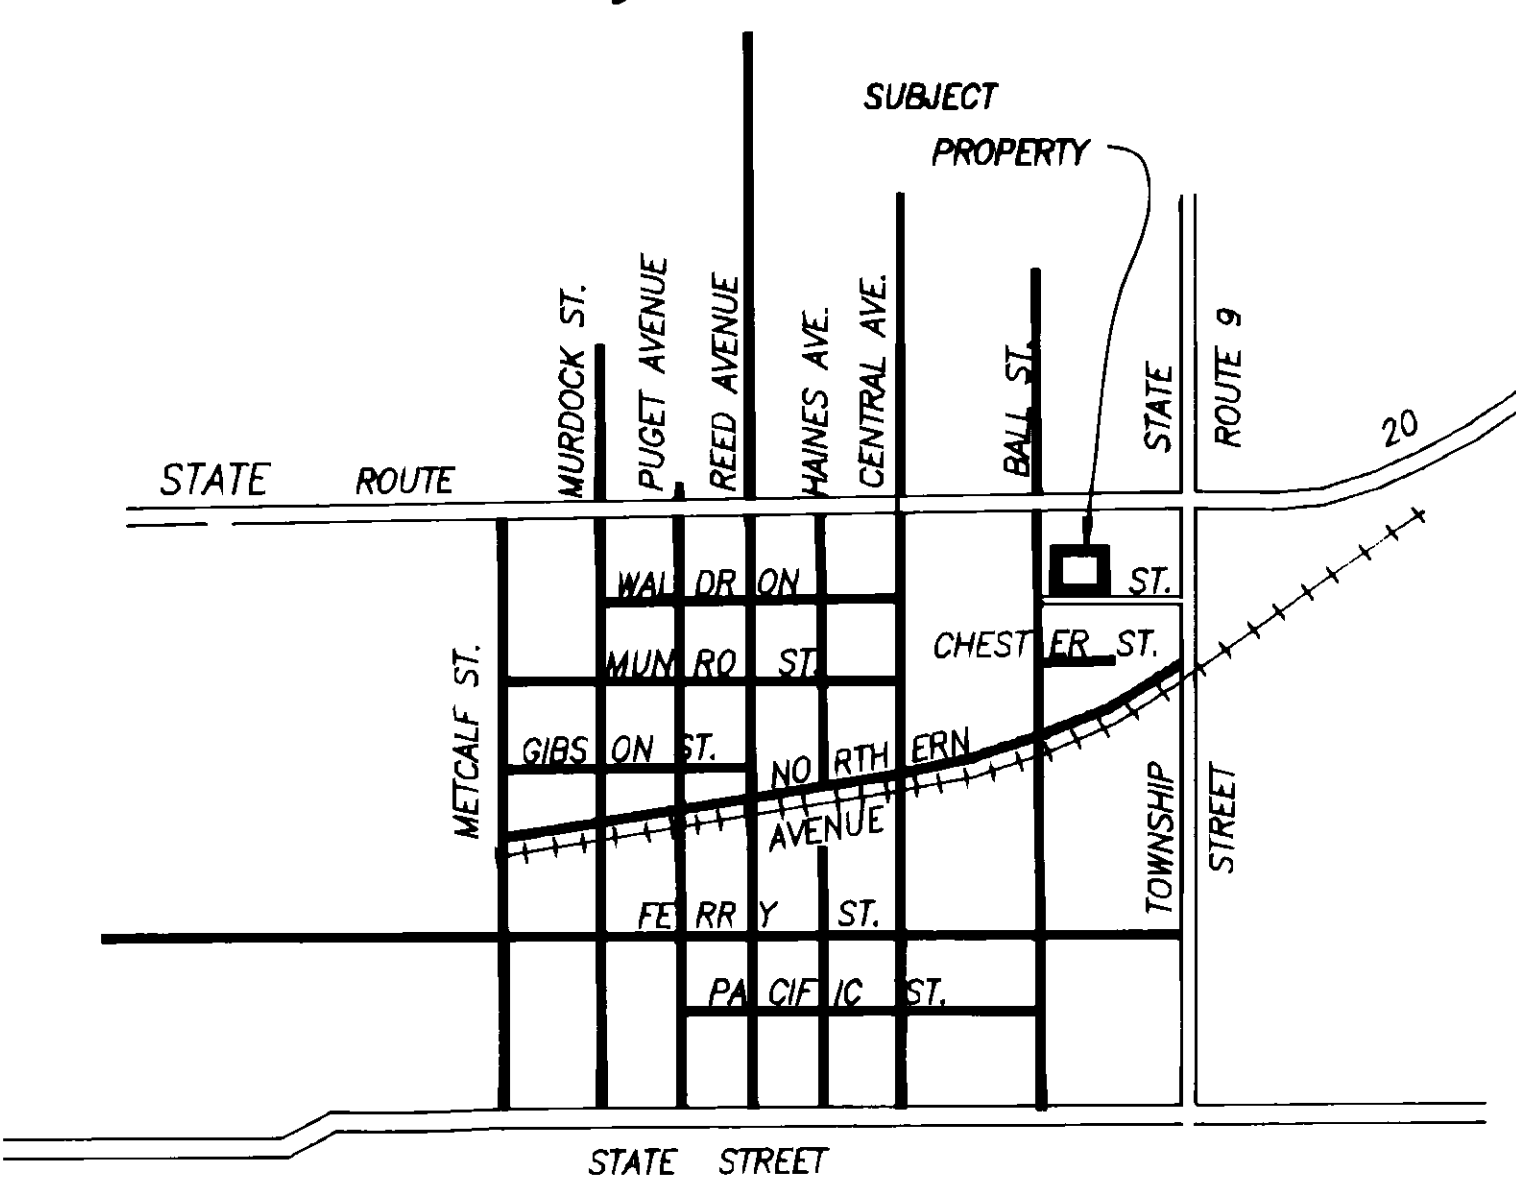 SUBJECT
PROPERTY
MURDOCK ST.
PUGET AVENUE
REED AVENUE
HAINES AVE.
CENTRAL AVE.
BALL ST.
STATE
ROUTE 9
20
STATE ROUTE
WALDRON ST.
CHESTER ST.
MUNRO ST.
METCALF ST.
GIBSON ST.
NORTHERN
AVENUE
TOWNSHIP
STREET
FERRY ST.
PACIFIC ST.
STATE STREET